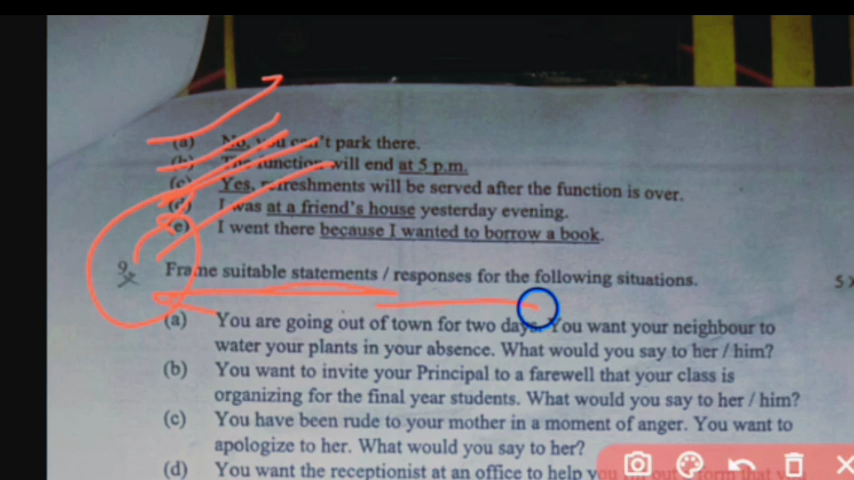 (a) No, you can't park there.
(b) The function will end at 5 p.m.
(c) Yes, refreshments will be served after the function is over.
(d) I was at a friend's house yesterday evening.
(e) I went there because I wanted to borrow a book.
9. Frame suitable statements / responses for the following situations. 5
(a) You are going out of town for two days. You want your neighbour to
water your plants in your absence. What would you say to her / him?
(b) You want to invite your Principal to a farewell that your class is
organizing for the final year students. What would you say to her / him?
(c) You have been rude to your mother in a moment of anger. You want to
apologize to her. What would you say to her?
(d) You want the receptionist at an office to help you